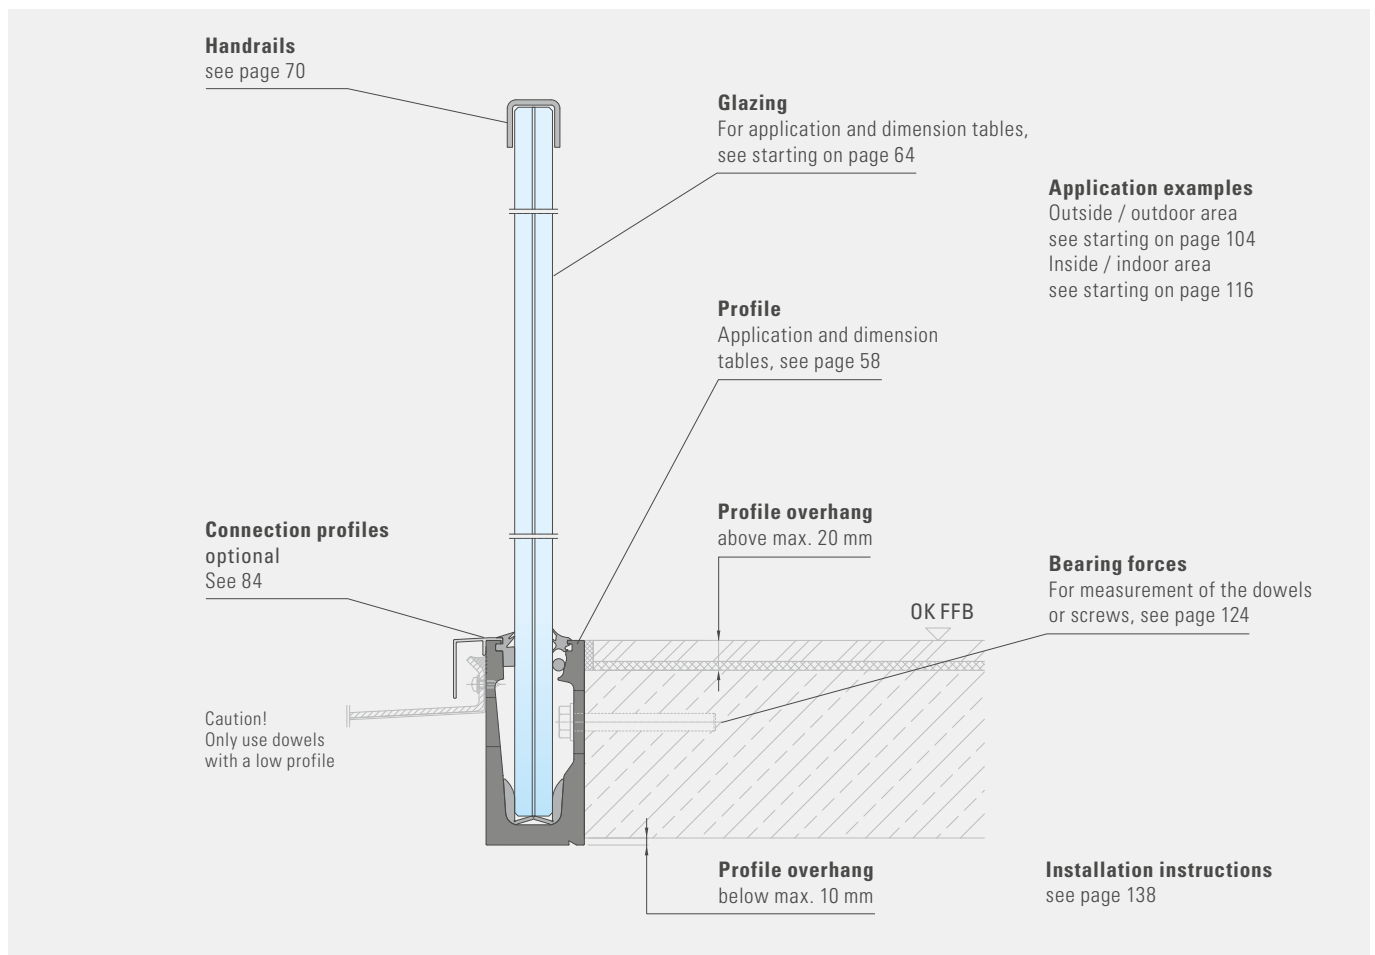 Handrails
see page 70
Glazing
For application and dimension tables,
see starting on page 64
Application examples
Outside / outdoor area
see starting on page 104
Inside / indoor area
see starting on page 116
Profile
Application and dimension
tables, see page 58
Profile overhang
above max. 20 mm
Connection profiles
optional
See 84
Bearing forces
For measurement of the dowels
or screws, see page 124
OK FFB
Caution!
Only use dowels
with a low profile
Profile overhang
below max. 10 mm
Installation instructions
see page 138